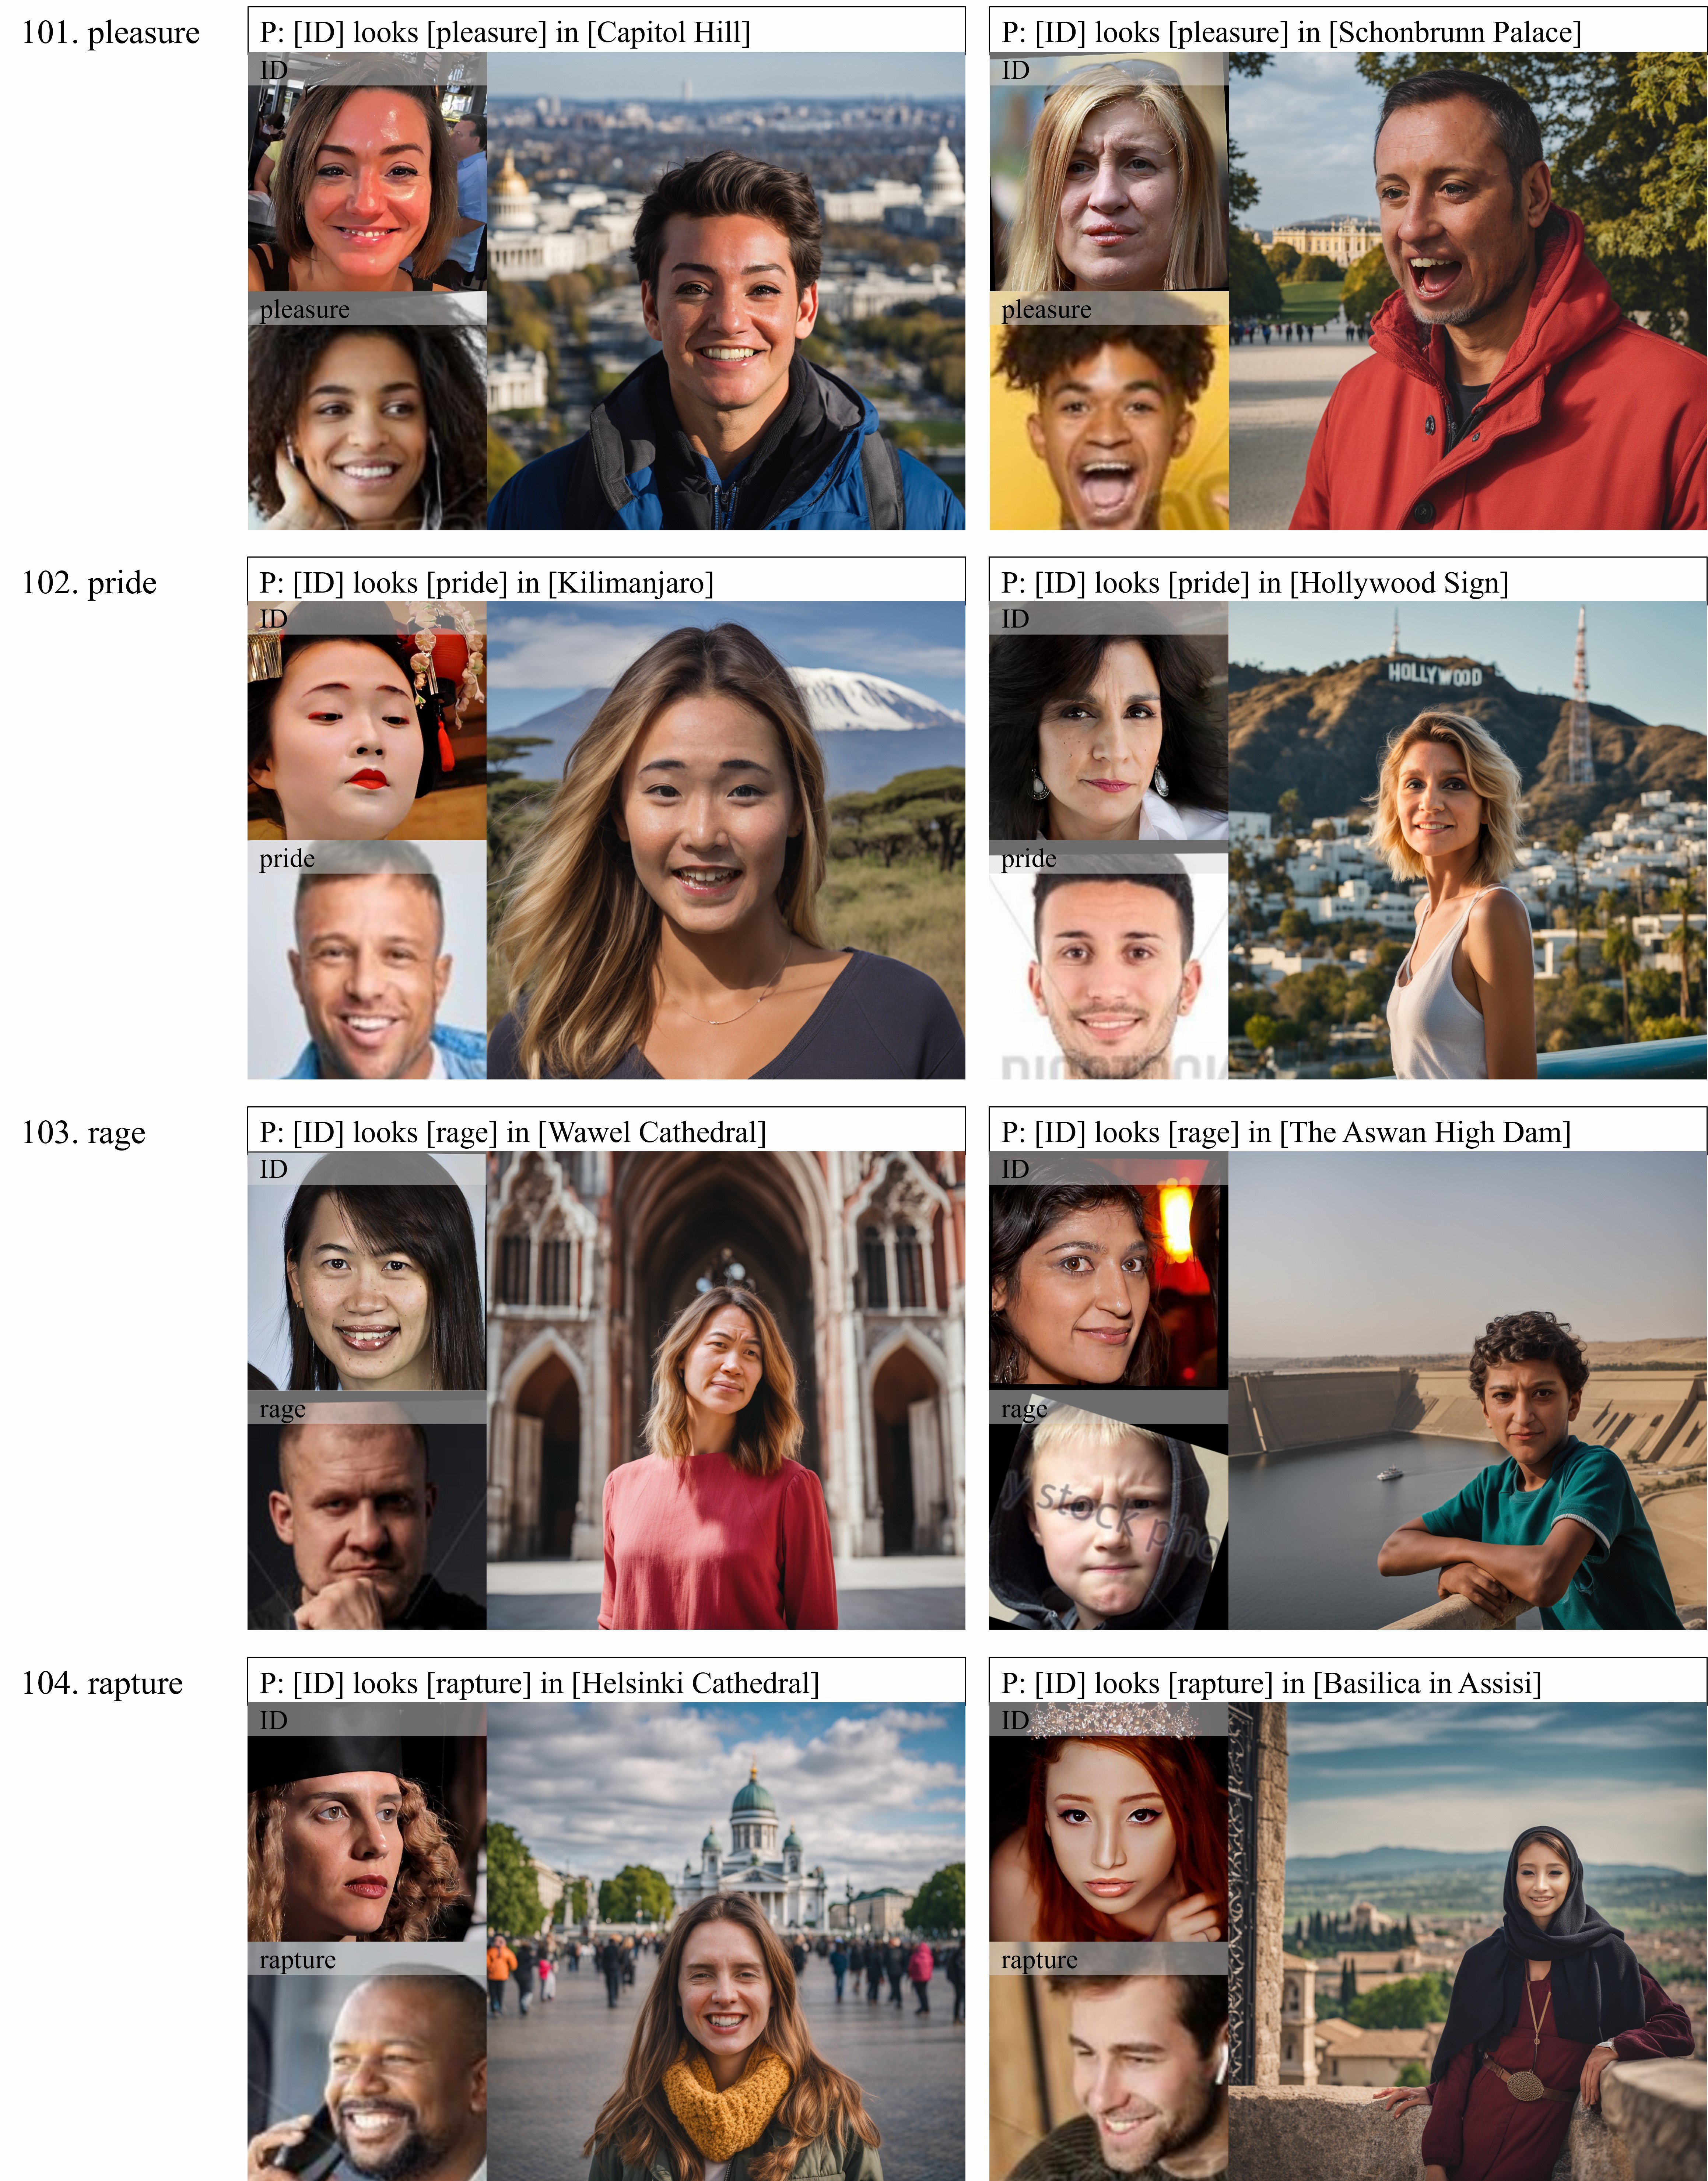 101. pleasure
P: [ID] looks [pleasure] in [Capitol Hill]
ID
pleasure
P: [ID] looks [pleasure] in [Schonbrunn Palace]
ID
pleasure
102. pride
P: [ID] looks [pride] in [Kilimanjaro]
ID
pride
P: [ID] looks [pride] in [Hollywood Sign]
ID
pride
HOLLYWOOD
103. rage
P: [ID] looks [rage] in [Wawel Cathedral]
ID
rage
P: [ID] looks [rage] in [The Aswan High Dam]
ID
rage
y stock pho
104. rapture
P: [ID] looks [rapture] in [Helsinki Cathedral]
ID
rapture
P: [ID] looks [rapture] in [Basilica in Assisi]
ID
rapture